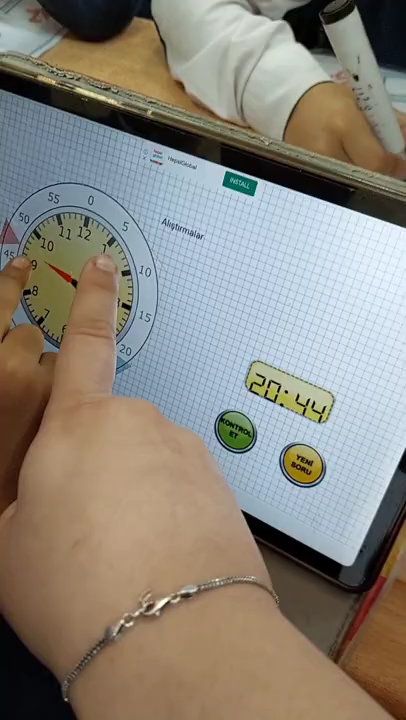 HepsiGlobal
INSTALL
Alıştırmalar
55
0
5
50
10
45
15
20
11
12
1
10
9
8
7
6
20:44
KONTROL
ET
YENİ
SORU